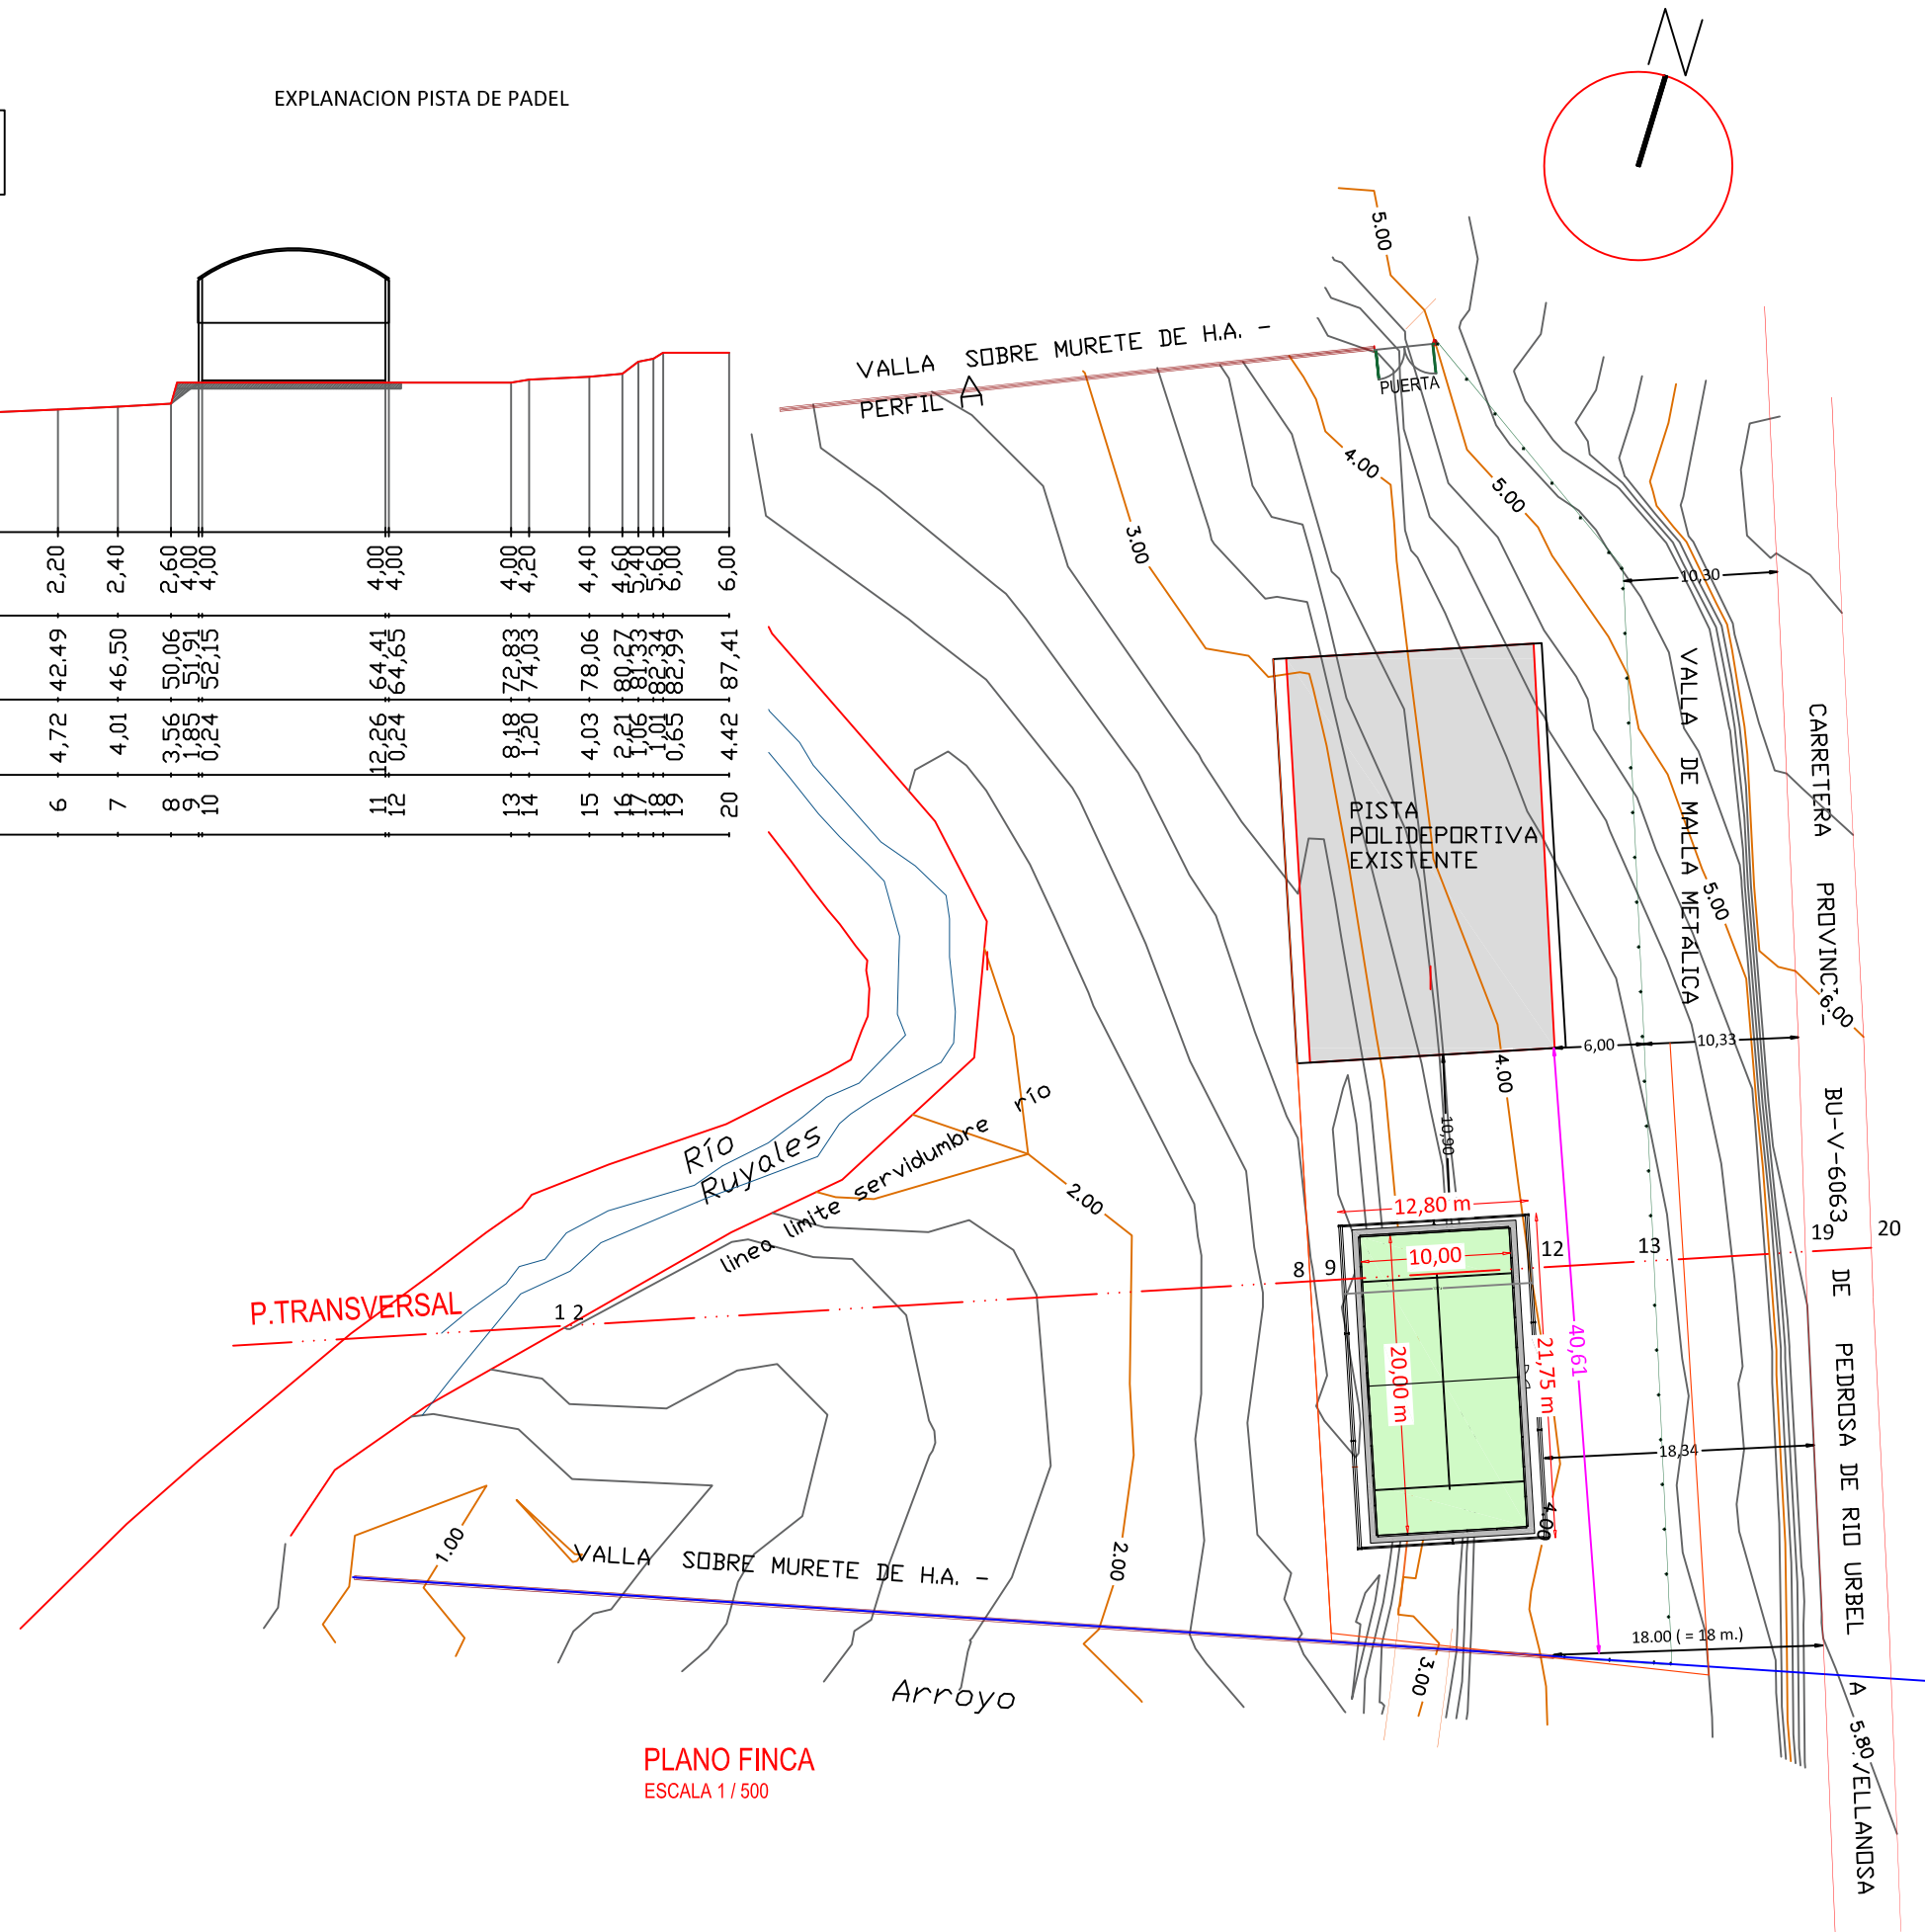 EXPLANACION PISTA DE PADEL
N
2,20 2,40 2,60 4,00 4,00 4,00 4,00 4,00 4,20 4,40 4,60 5,40 5,60 6,00 6,00
42.49 46,50 50,06 51,91 52,15 64,41 64,65 72,83 74,03 78,06 80,27 81,33 82,34 82,99 87,41
4,72 4,01 3,56 1,85 0,24 12,26 0,24 8,18 1,20 4,03 2,21 1,06 1,01 0,65 4.42
6 7 8 9 10 11 12 13 14 15 16 17 18 19 20
VALLA SOBRE MURETE DE H.A. -
PERFIL A
PUERTA
5.00
4.00
5.00
3.00
10,30
VALLA DE MALLA METALICA
CARRETERA PROVINC.- BU-V-6063 DE PEDROSA DE RIO URBEL A
PISTA
POLIDEPORTIVA
EXISTENTE
5.00
6.00
6,00
10,33
4.00
10,90
Río
Ruyales
linea limite servidumbre río
2.00
12,80 m
10,00
20,00 m
21,75 m
40,61
P.TRANSVERSAL
1 2
8 9
12
13
19
20
18,34
4.00
1.00
VALLA SOBRE MURETE DE H.A. -
2.00
18.00 ( = 18 m.)
3.00
Arroyo
5.80
PLANO FINCA
ESCALA 1 / 500